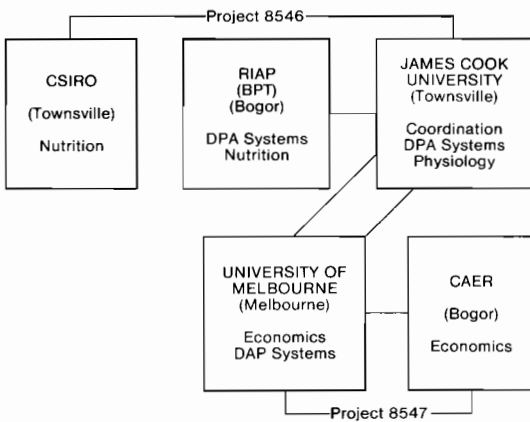 Project 8546
CSIRO
(Townsville)
Nutrition
RIAP
(BPT)
(Bogor)
DPA Systems
Nutrition
JAMES COOK
UNIVERSITY
(Townsville)
Coordination
DPA Systems
Physiology
UNIVERSITY OF
MELBOURNE
(Melbourne)
Economics
DAP Systems
CAER
(Bogor)
Economics
Project 8547